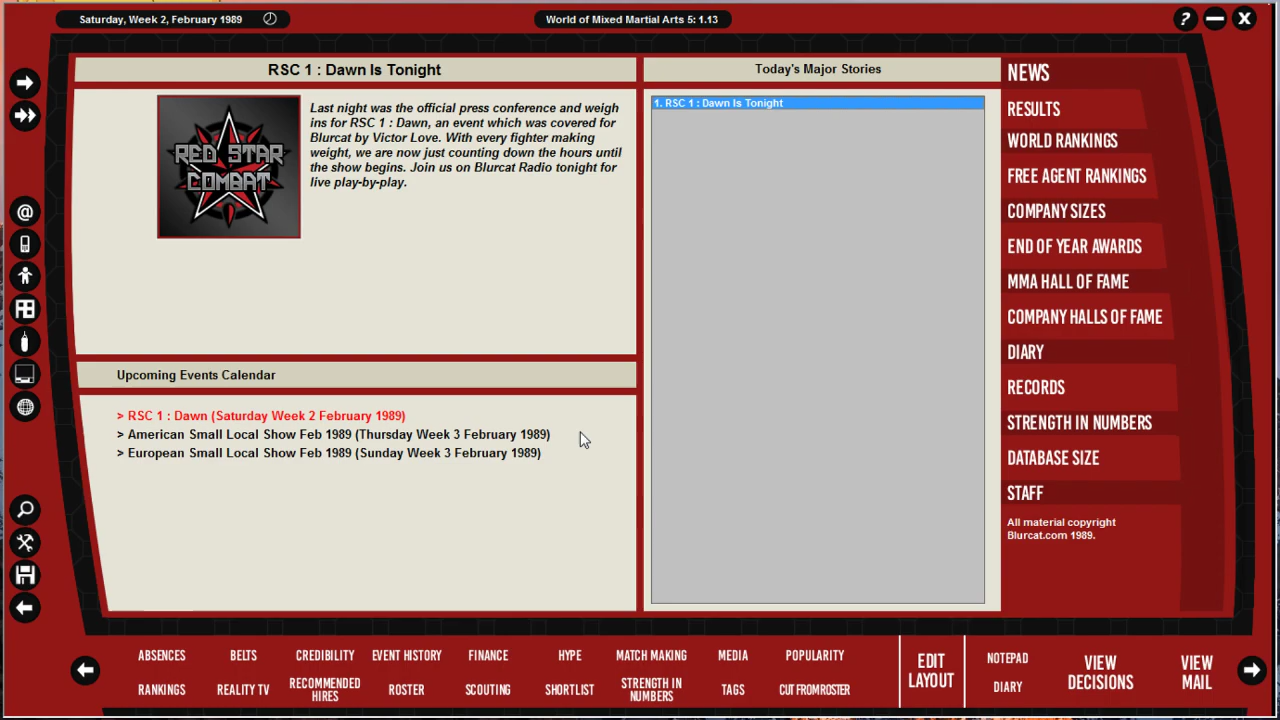 Saturday, Week 2, February 1989
World of Mixed Martial Arts 5: 1.13
?
X
RSC 1 : Dawn Is Tonight
RED STAR
COMBAT
Last night was the official press conference and weigh
ins for RSC 1 : Dawn, an event which was covered for
Blurcat by Victor Love. With every fighter making
weight, we are now just counting down the hours until
the show begins. Join us on Blurcat Radio tonight for
live play-by-play.
Upcoming Events Calendar
> RSC 1 : Dawn (Saturday Week 2 February 1989)
> American Small Local Show Feb 1989 (Thursday Week 3 February 1989)
> European Small Local Show Feb 1989 (Sunday Week 3 February 1989)
Today's Major Stories
1. RSC 1 : Dawn Is Tonight
NEWS
RESULTS
WORLD RANKINGS
FREE AGENT RANKINGS
COMPANY SIZES
END OF YEAR AWARDS
MMA HALL OF FAME
COMPANY HALLS OF FAME
DIARY
RECORDS
STRENGTH IN NUMBERS
DATABASE SIZE
STAFF
All material copyright
Blurcat.com 1989.
@
ABSENCES
BELTS
CREDIBILITY
EVENT HISTORY
FINANCE
HYPE
MATCH MAKING
MEDIA
POPULARITY
RANKINGS
REALITY TV
RECOMMENDED
HIRES
ROSTER
SCOUTING
SHORTLIST
STRENGTH IN
NUMBERS
TAGS
CUT FROM ROSTER
EDIT
LAYOUT
NOTEPAD
DIARY
VIEW
DECISIONS
VIEW
MAIL